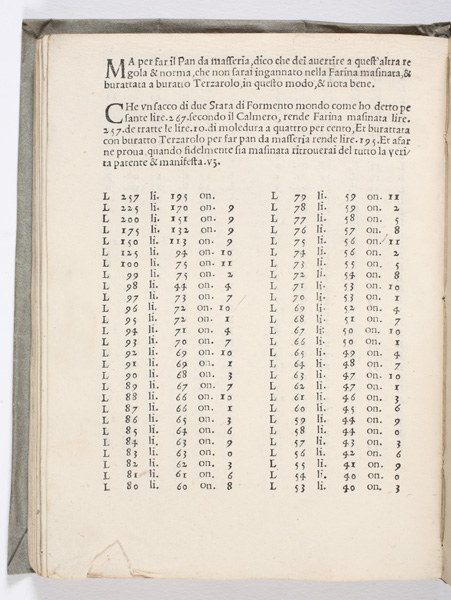 MA per far il Pan da masseria, dico che dei auertire a quest'altra re
gola & norma, che non sarai ingannato nella Farina masinata, &
burattata a buratto Terzarolo, in questo modo, & nota bene.
CHe vn sacco di due Stara di Formento mondo come ho detto pe
sante lire. 267. secondo il Calmero, rende Farina masinata lire.
257. de tratte le lire. 10. di moledura a quattro per cento, Et burattata
con buratto Terzarolo per far pan da masseria rende lire. 195. Et a far
ne proua, quando fidelmente sia masinata ritrouerai del tutto la veri
ta patente & manifesta. v3.
L 257 li. 195 on.
L 225 li. 170 on. 9
L 200 li. 151 on. 9
L 175 li. 132 on. 9
L 150 li. 113 on. 9
L 125 li. 94 on. 10
L 100 li. 75 on. 11
L 99 li. 75 on. 2
L 98 li. 44 on. 4
L 97 li. 73 on. 7
L 96 li. 72 on. 10
L 95 li. 72 on. 1
L 94 li. 71 on. 4
L 93 li. 70 on. 7
L 92 li. 69 on. 10
L 91 li. 69 on. 1
L 90 li. 68 on. 3
L 89 li. 67 on. 7
L 88 li. 66 on. 10
L 87 li. 66 on. 1
L 86 li. 65 on. 3
L 85 li. 64 on. 6
L 84 li. 63 on. 9
L 83 li. 63 on. 0
L 82 li. 62 on. 3
L 81 li. 61 on. 6
L 80 li. 60 on. 8
L 79 li. 59 on. 11
L 78 li. 59 on. 2
L 77 li. 58 on. 5
L 76 li. 57 on. 8
L 75 li. 56 on. 11
L 74 li. 56 on. 2
L 73 li. 55 on. 5
L 72 li. 54 on. 8
L 71 li. 53 on. 10
L 70 li. 53 on. 1
L 69 li. 52 on. 4
L 68 li. 51 on. 7
L 67 li. 50 on. 10
L 66 li. 50 on. 1
L 65 li. 49 on. 4
L 64 li. 48 on. 7
L 63 li. 47 on. 10
L 62 li. 47 on. 1
L 61 li. 46 on. 3
L 60 li. 45 on. 6
L 59 li. 44 on. 9
L 58 li. 44 on. 0
L 57 li. 43 on. 3
L 56 li. 42 on. 6
L 55 li. 41 on. 9
L 54 li. 40 on. 0
L 53 li. 40 on. 3